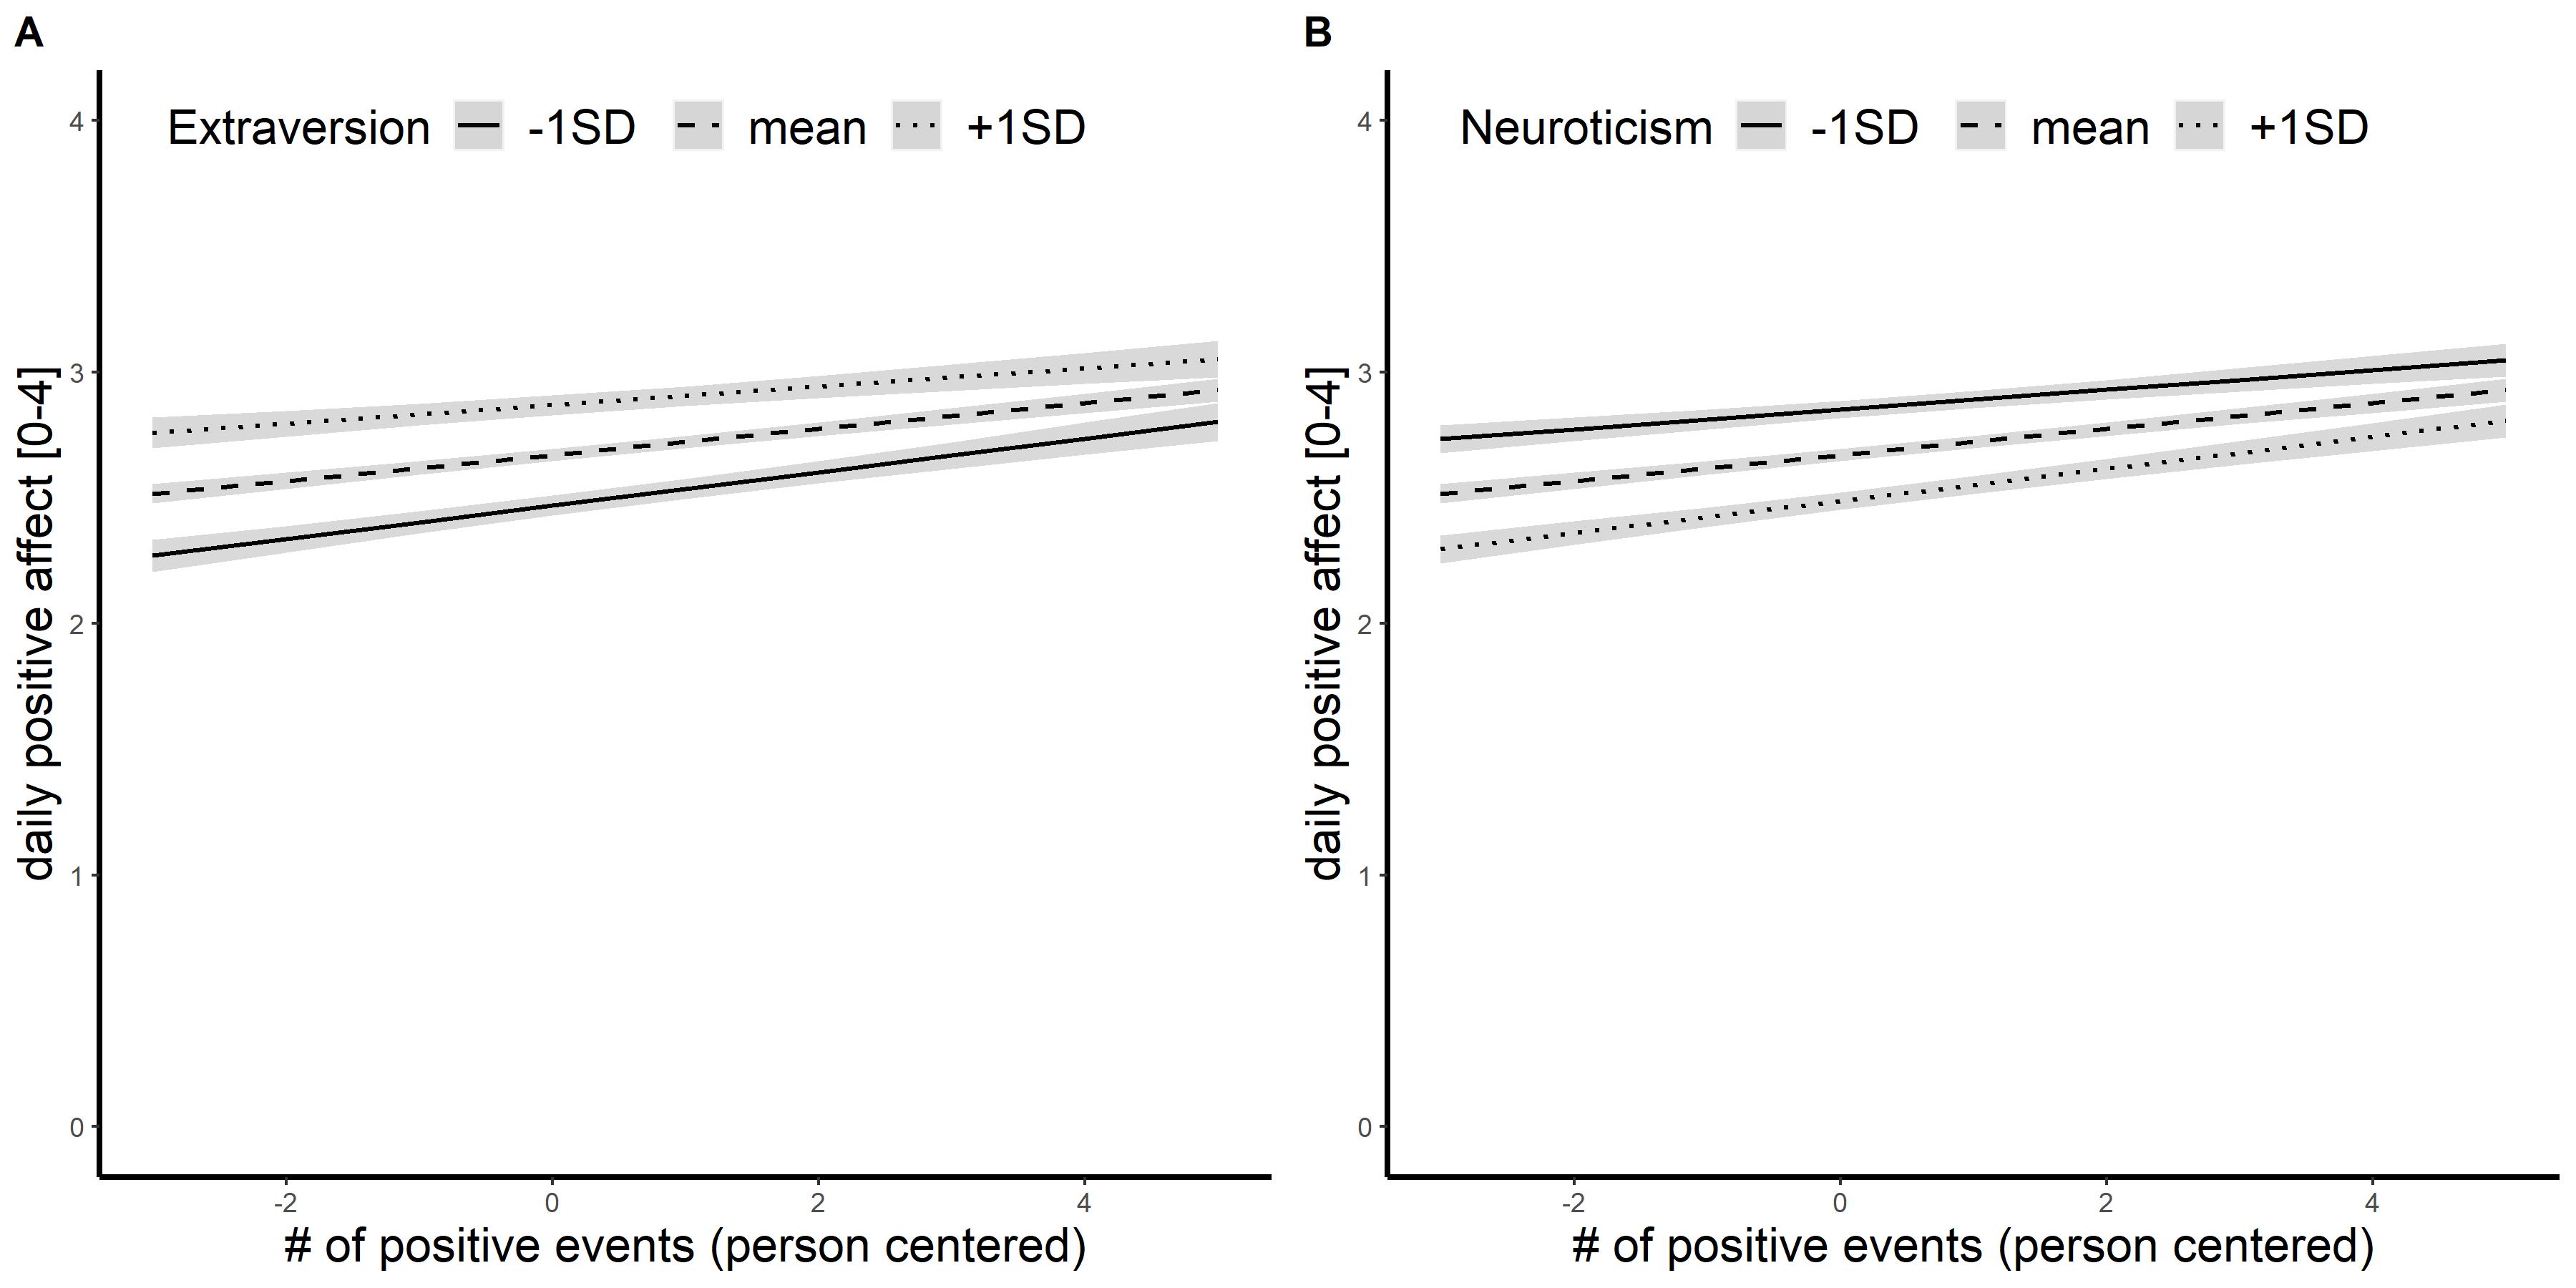 A
Extraversion -1SD mean +1SD
4
3
2
1
0
daily positive affect [0-4]
-2 0 2 4
# of positive events (person centered)
B
Neuroticism -1SD mean +1SD
4
3
2
1
0
daily positive affect [0-4]
-2 0 2 4
# of positive events (person centered)